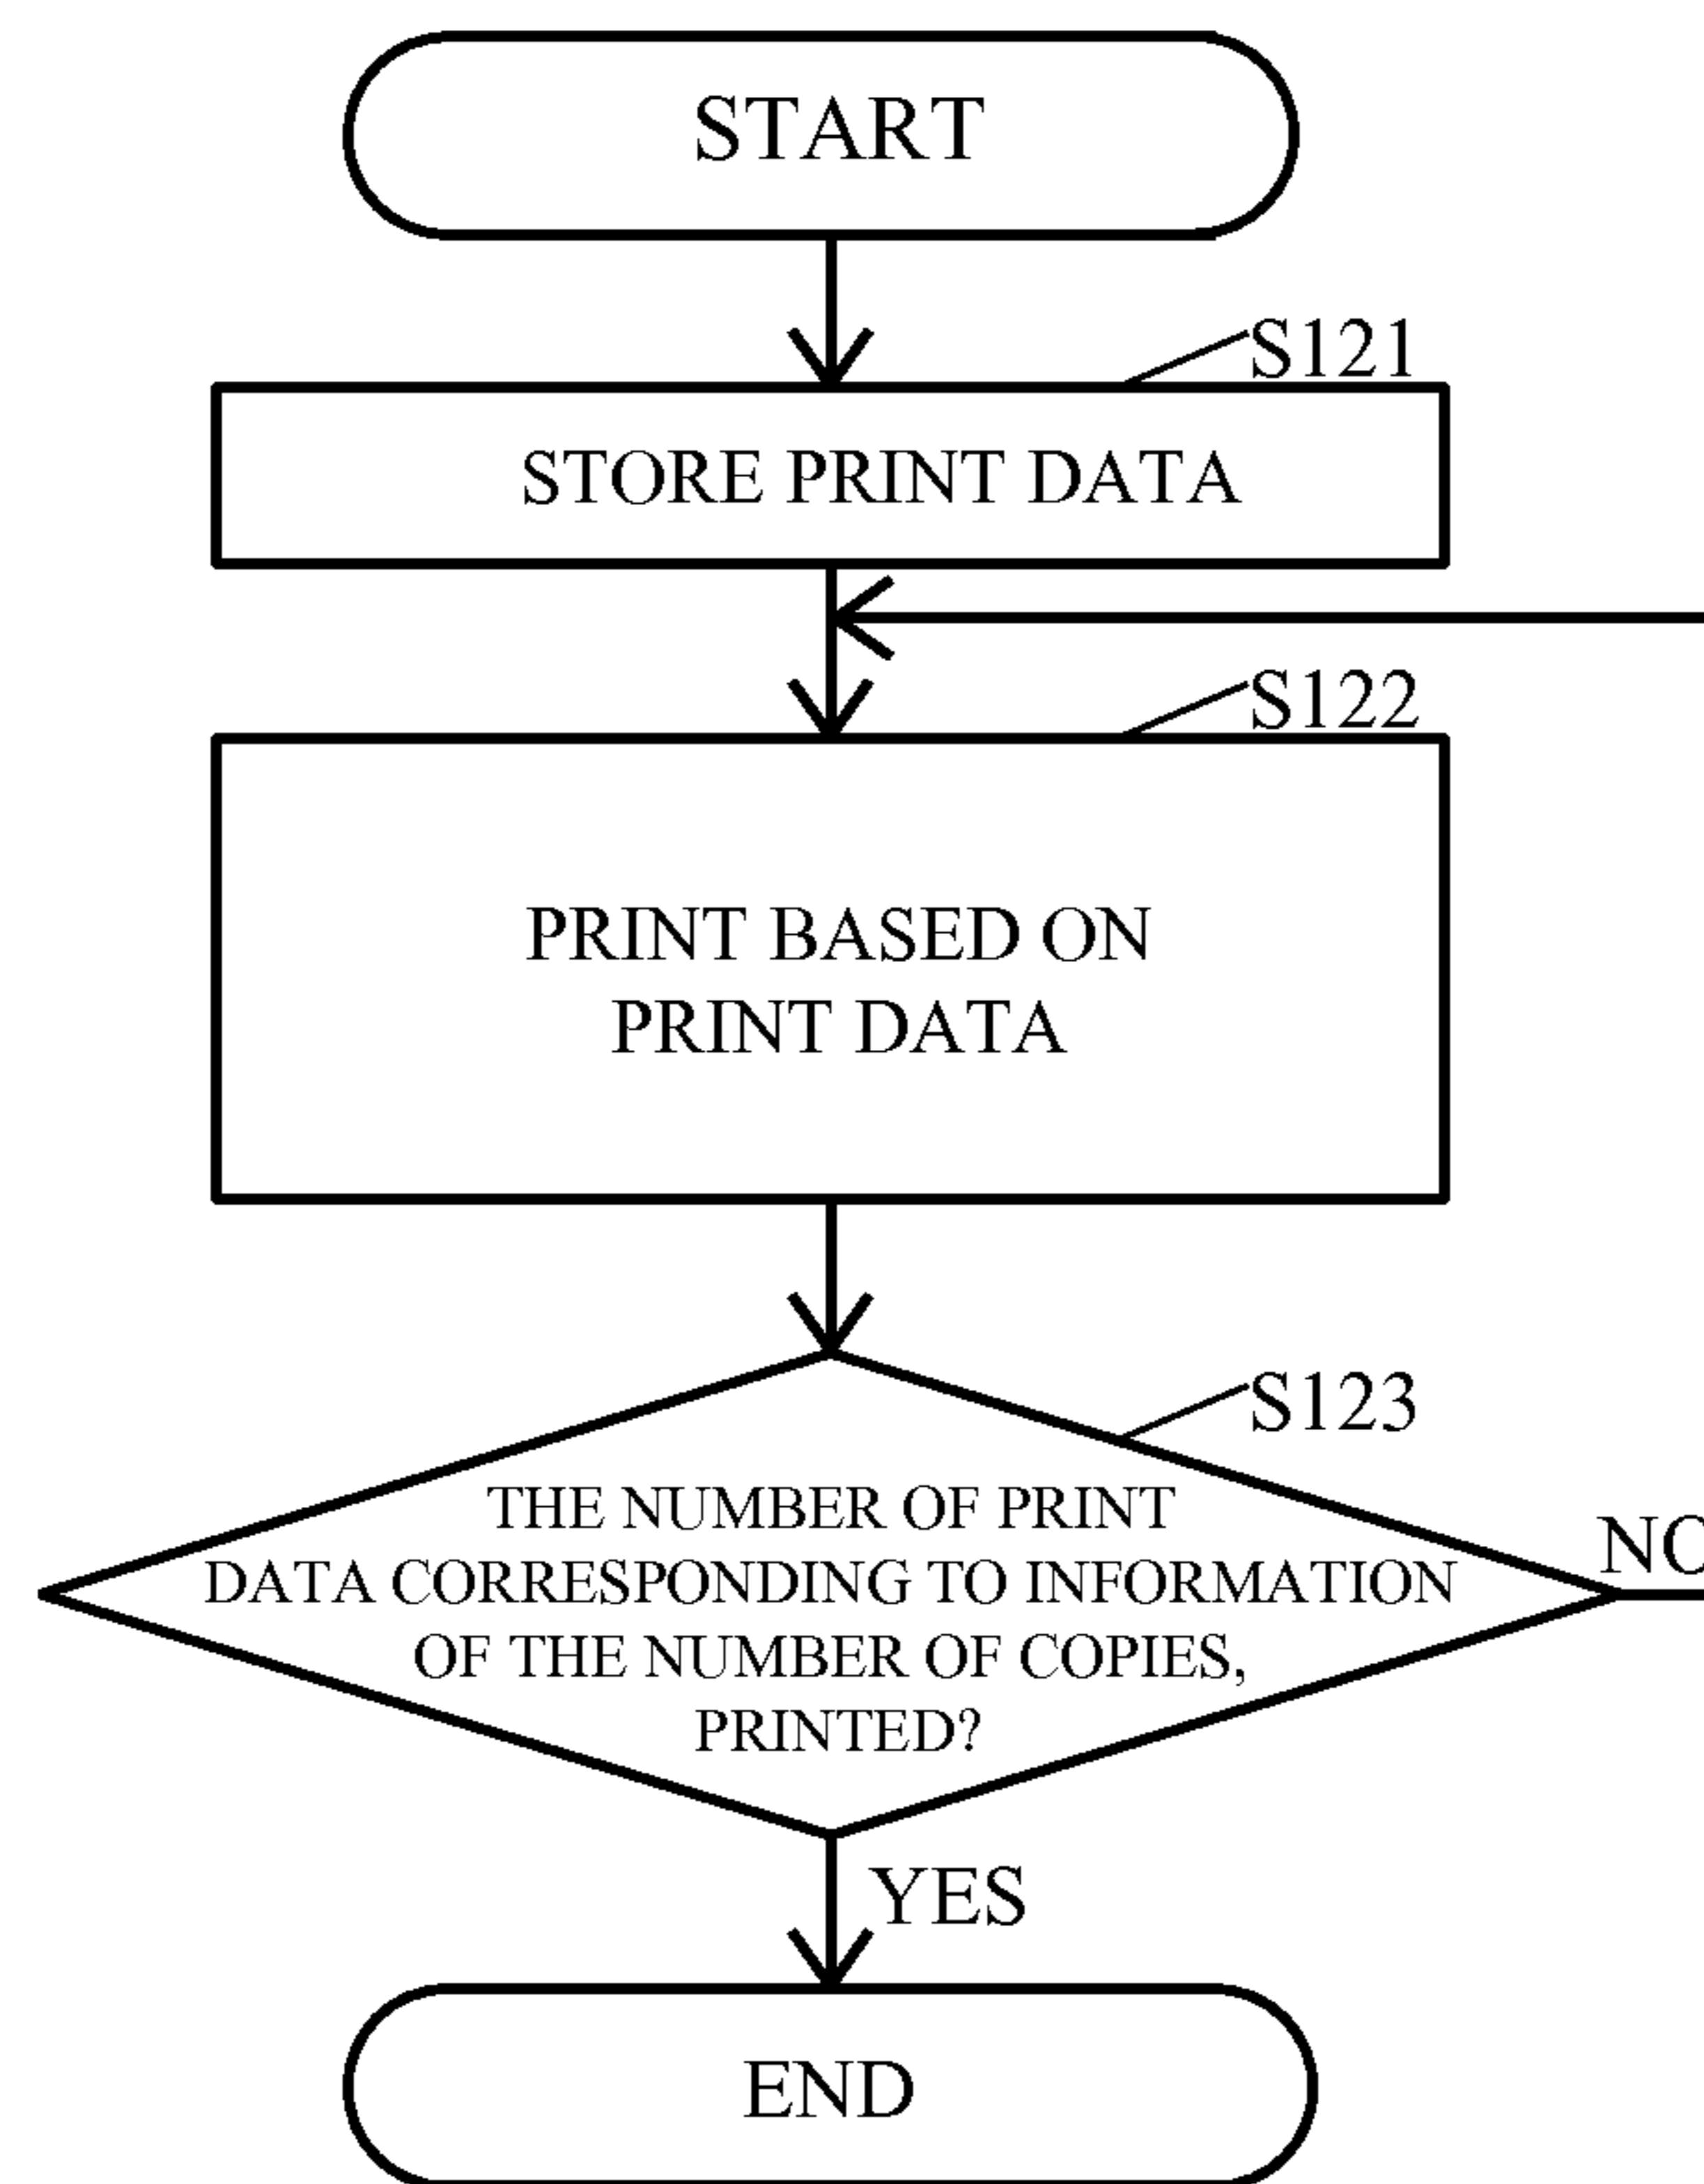 START
S121
STORE PRINT DATA
S122
PRINT BASED ON
PRINT DATA
S123
THE NUMBER OF PRINT
DATA CORRESPONDING TO INFORMATION
OF THE NUMBER OF COPIES,
PRINTED?
NO
YES
END